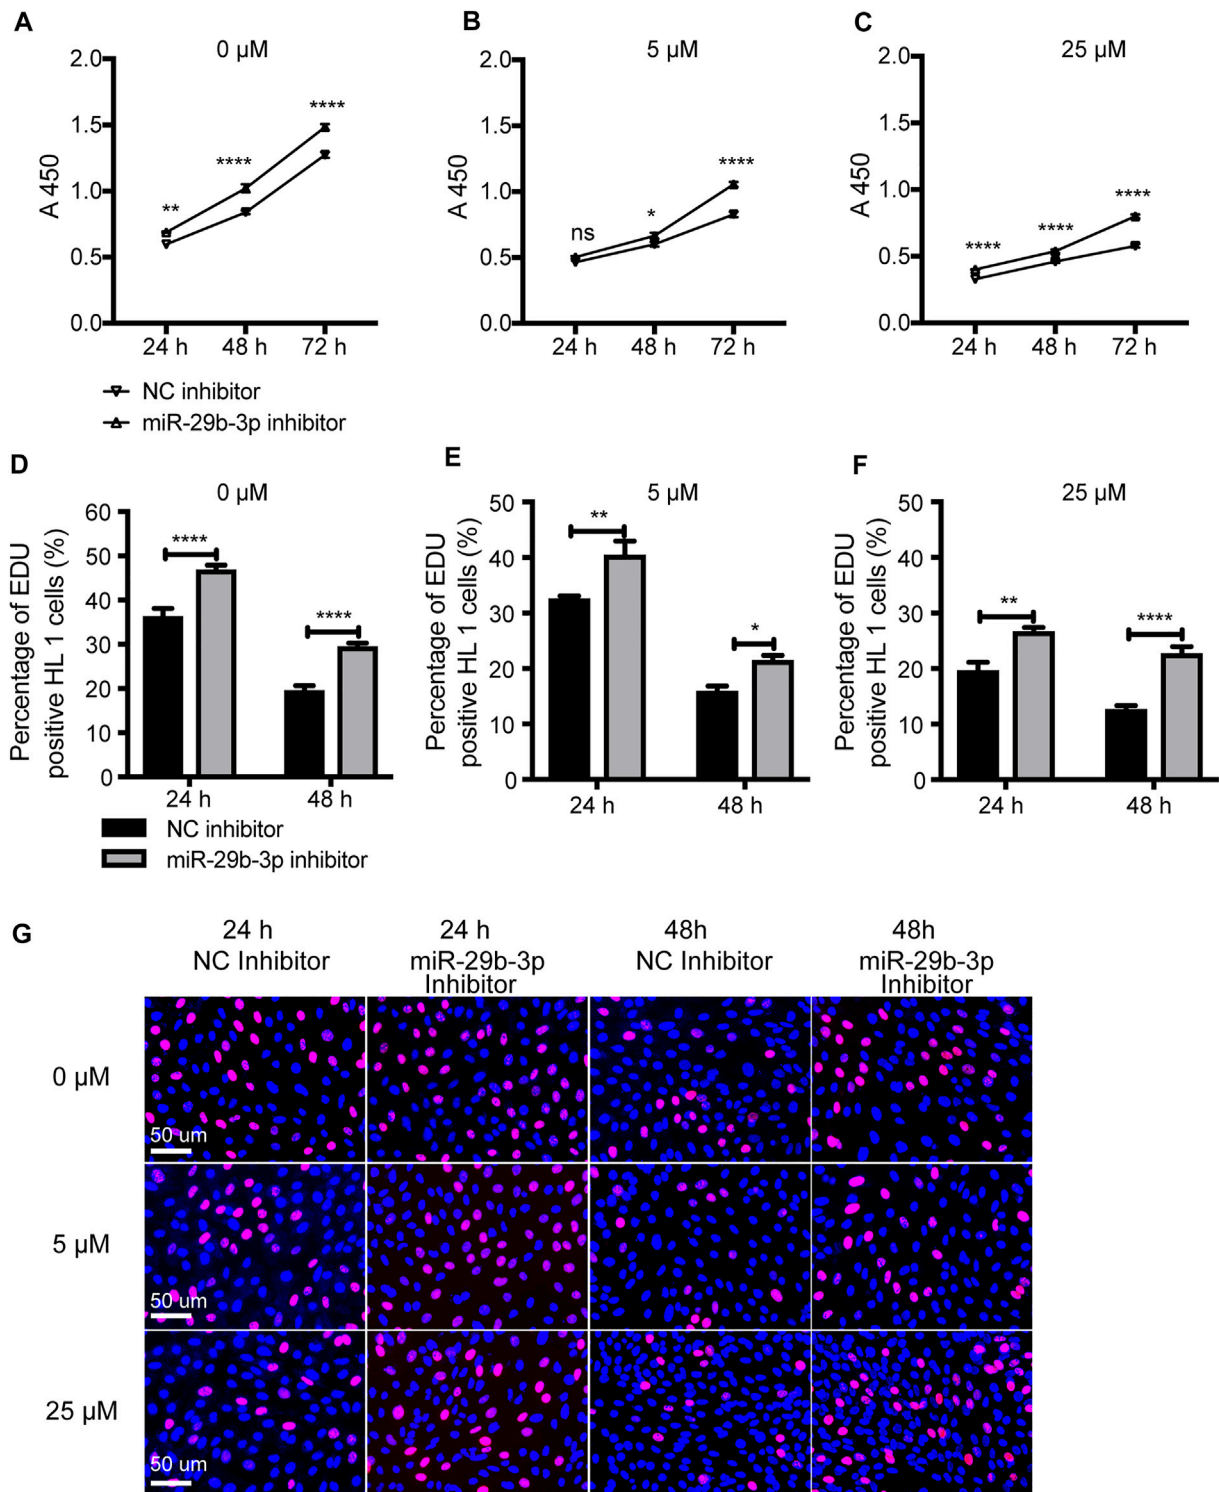 A
0 μM
2.0
1.5
1.0
0.5
0.0
A 450
**
****
****
24 h 48 h 72 h
NC inhibitor
miR-29b-3p inhibitor
B
5 μM
2.0
1.5
1.0
0.5
0.0
A 450
ns
*
****
24 h 48 h 72 h
C
25 μM
2.0
1.5
1.0
0.5
0.0
A 450
****
****
****
24 h 48 h 72 h
D
0 μM
60
50
40
30
20
10
0
Percentage of EDU
positive HL 1 cells (%)
****
****
24 h 48 h
NC inhibitor
miR-29b-3p inhibitor
E
5 μM
50
40
30
20
10
0
Percentage of EDU
positive HL 1 cells (%)
**
*
24 h 48 h
F
25 μM
50
40
30
20
10
0
Percentage of EDU
positive HL 1 cells (%)
**
****
24 h 48 h
G
24 h 24 h 48h 48h
NC Inhibitor miR-29b-3p NC Inhibitor miR-29b-3p
Inhibitor Inhibitor
0 μM
50 um
5 μM
50 um
25 μM
50 um